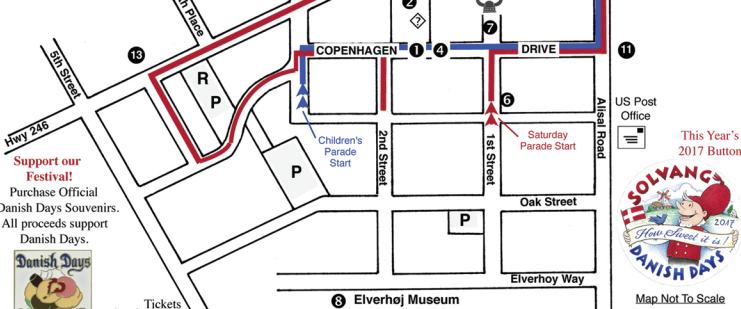 2
?
7
th Place
5th Street
13
COPENHAGEN
1
4
DRIVE
11
R
P
6
Hwy 246
Children's
Parade
Start
Saturday
Parade Start
2nd Street
1st Street
Alisal Road
US Post
Office
This Year's
2017 Button
Support our
Festival!
Purchase Official
Danish Days Souvenirs.
All proceeds support
Danish Days.
Danish Days
P
Oak Street
P
SOLVANG'S
2017
How Sweet it is!
DANISH DAYS
Elverhoy Way
Tickets
8 Elverhøj Museum
Map Not To Scale